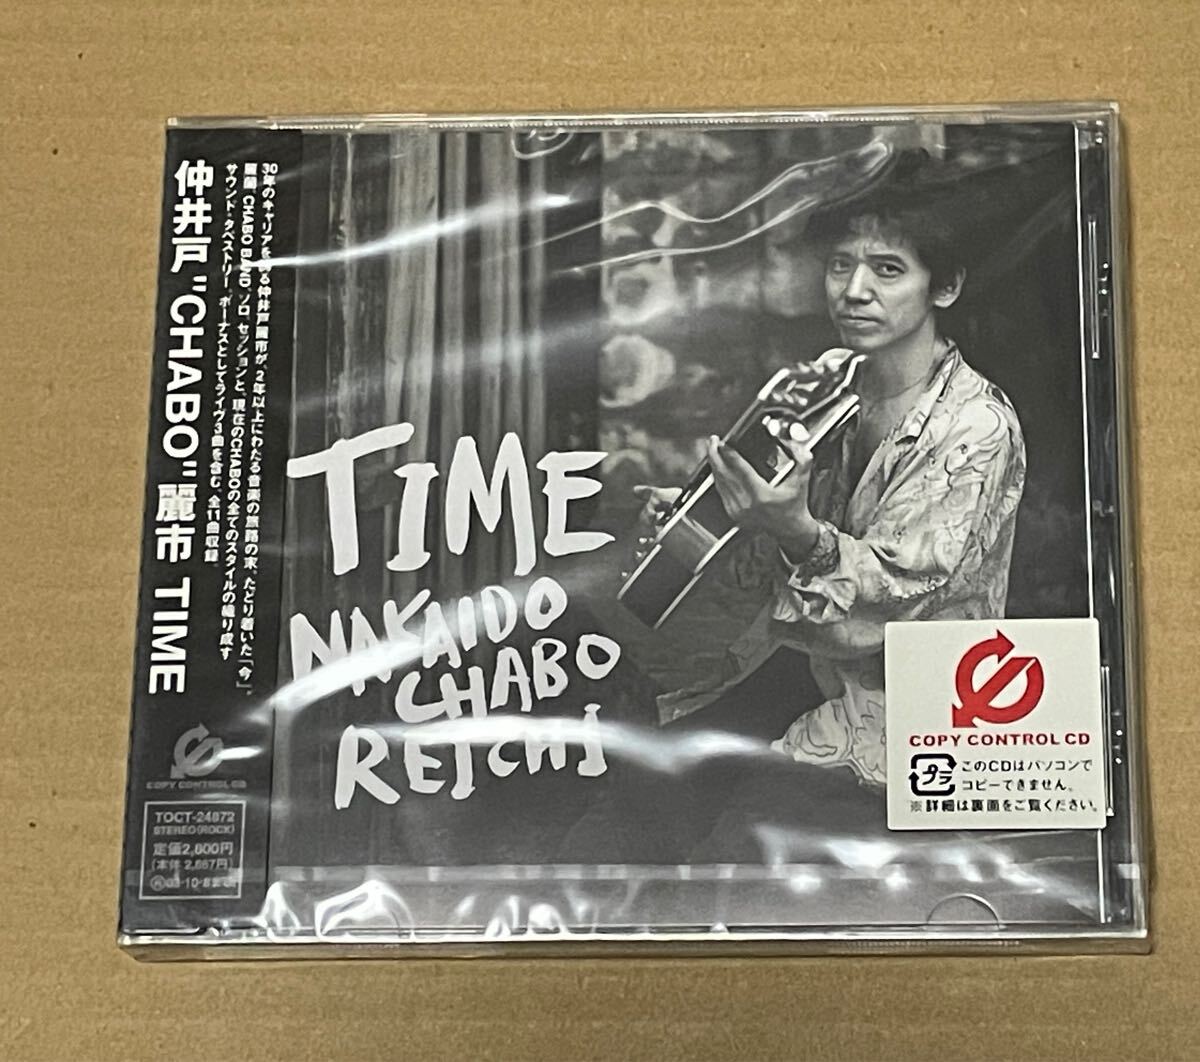 仲井戸"CHABO"麗市 TIME
30年のキャリアを る仲井戸麗市が、2年以上にわたる音楽の旅路の末、たどり着いた「今」。
麗蘭、CHABO BAND、ソロ、セッションと、現在のCHABOの全てのスタイルの織り成す
サウンド・タペストリー。ボーナスとしてライヴ3曲を含む、全11曲収録。
COPY CONTROL CD
TOCT-24872
STEREO(ROCK)
定価2,800円
(本体 2,667円)
TIME
NAKAIDO
CHABO
REICHI
COPY CONTROL CD
プラ
このCDはパソコンで
コピーできません。
※詳細は裏面をご覧ください。